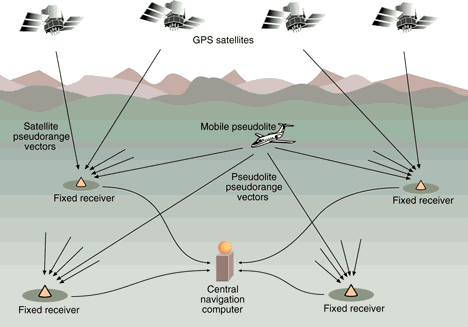 GPS satellites
Satellite
pseudorange
vectors
Mobile pseudolite
Pseudolite
pseudorange
vectors
Fixed receiver
Fixed receiver
Central
navigation
computer
Fixed receiver
Fixed receiver